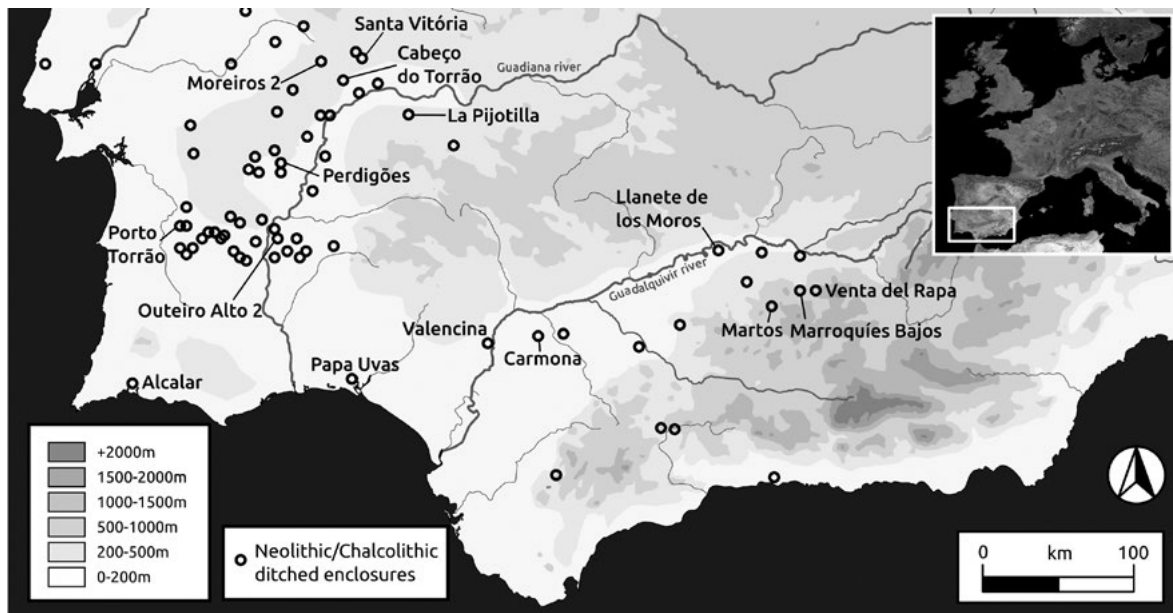 Santa Vitória
Cabeço
do Torrão
Moreiros 2
Guadiana river
La Pijotilla
Perdigões
Llanete de
los Moros
Porto
Torrão
Guadalquivir river
Outeiro Alto 2
Venta del Rapa
Valencina
Martos
Marroquíes Bajos
Carmona
Papa Uvas
Alcalar
+2000m
1500-2000m
1000-1500m
500-1000m
200-500m
0-200m
Neolithic/Chalcolithic
ditched enclosures
0 km 100